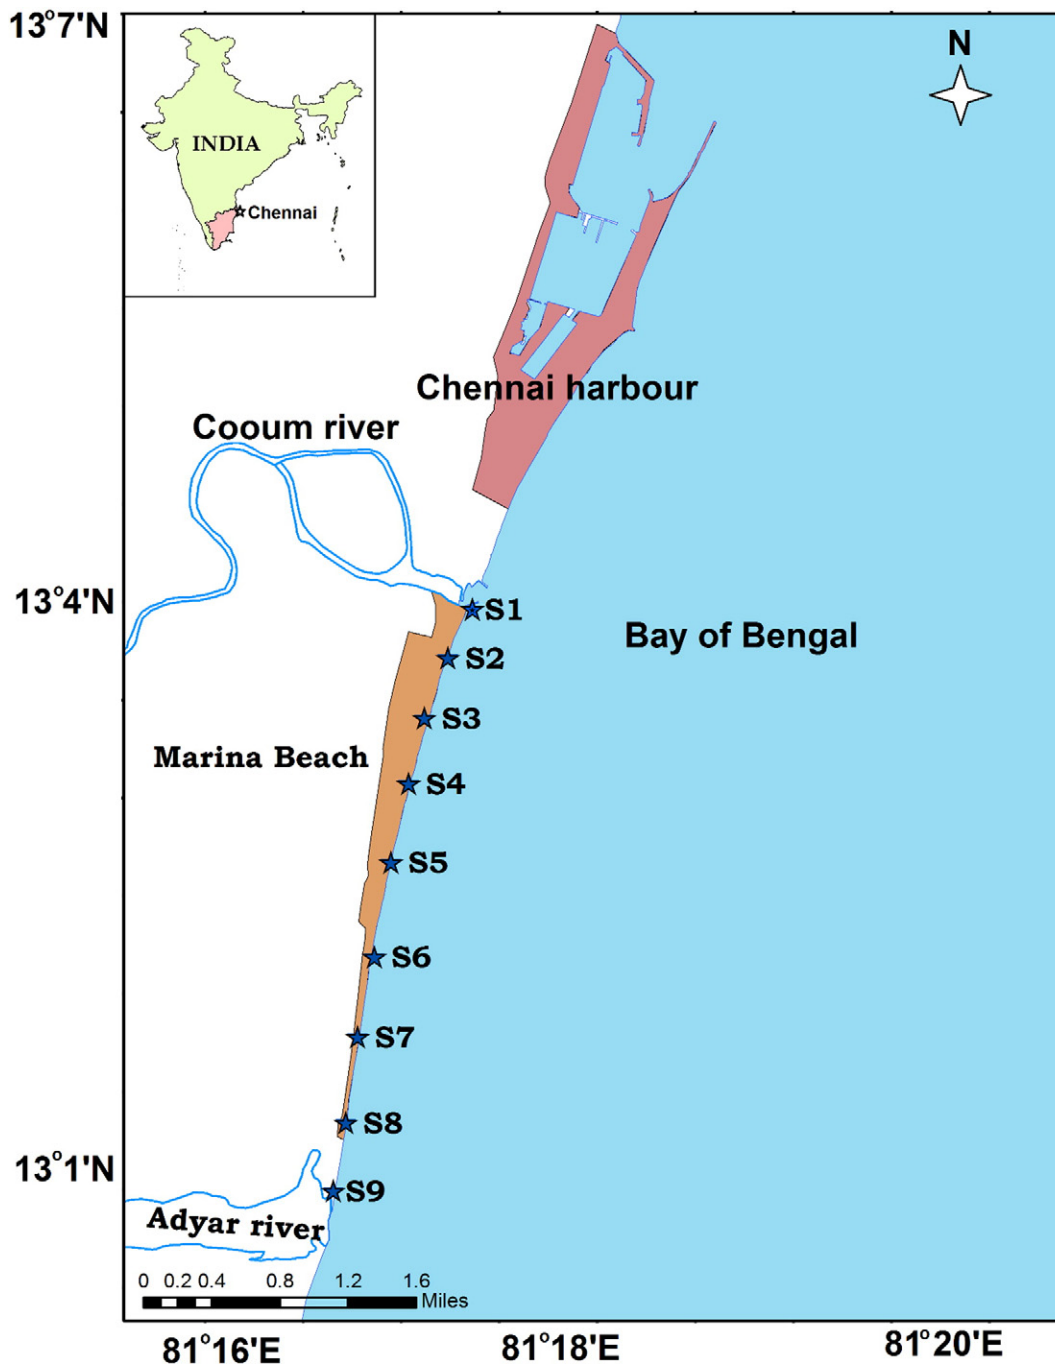 13°7'N
N
INDIA
Chennai
Chennai harbour
Cooum river
13°4'N
S1
Bay of Bengal
S2
S3
Marina Beach
S4
S5
S6
S7
S8
13°1'N
S9
Adyar river
0 0.2 0.4 0.8 1.2 1.6
Miles
81°16'E 81°18'E 81°20'E